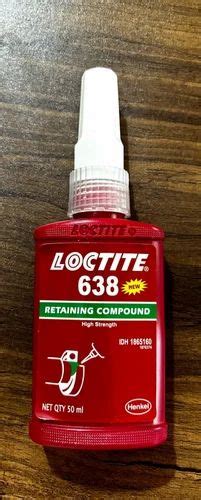 LOCTITE®
LOCTITE®
638
NEW
RETAINING COMPOUND
High Strength
IDH 1865160
NET QTY 50 ml
Henkel